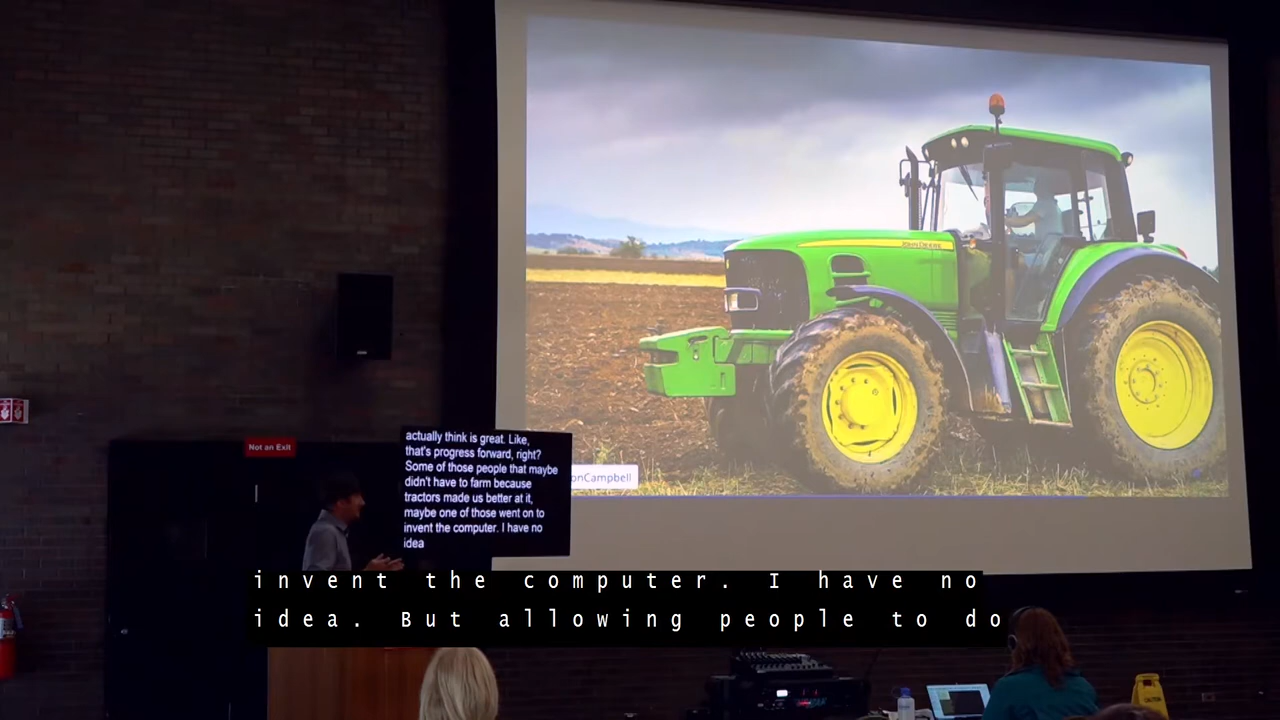 JOHN DEERE
Not an Exit
actually think is great. Like,
that's progress forward, right?
Some of those people that maybe
didn't have to farm because
tractors made us better at it,
maybe one of those went on to
invent the computer. I have no
idea
onCampbell
invent the computer. I have no
idea. But allowing people to do
CAUTION